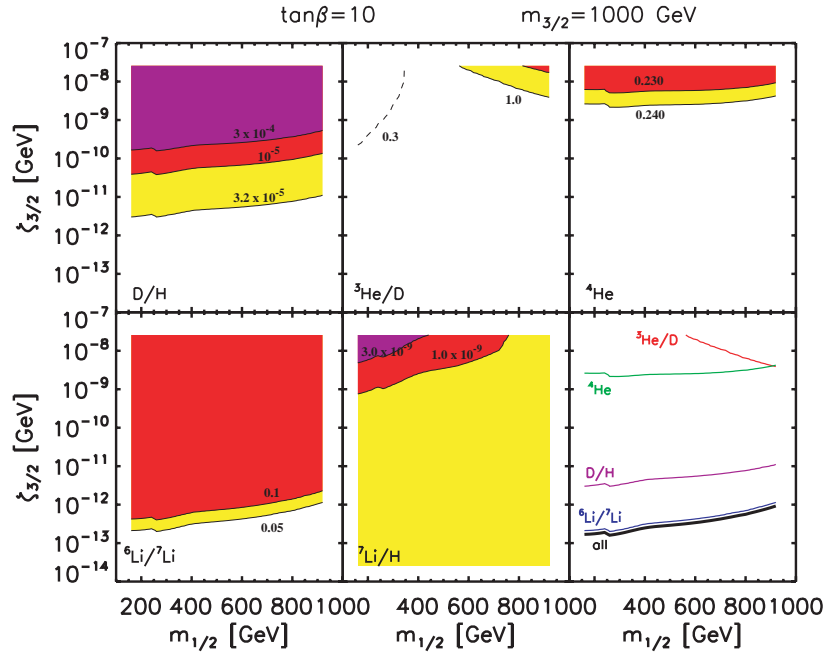 tanβ=10 m3/2=1000 GeV
10⁻⁷
10⁻⁸
10⁻⁹
10⁻¹⁰
10⁻¹¹
10⁻¹²
10⁻¹³
10⁻⁷
ζ3/2 [GeV]
3 x 10⁻⁴
10⁻⁵
3.2 x 10⁻⁵
D/H
0.3
1.0
³He/D
0.230
0.240
⁴He
10⁻⁸
10⁻⁹
10⁻¹⁰
10⁻¹¹
10⁻¹²
10⁻¹³
10⁻¹⁴
ζ3/2 [GeV]
0.1
0.05
⁶Li/⁷Li
3.0 x 10⁻⁹
1.0 x 10⁻⁹
⁷Li/H
³He/D
⁴He
D/H
⁶Li/⁷Li
all
200 400 600 800 1000 400 600 800 1000 400 600 800 1000
m1/2 [GeV] m1/2 [GeV] m1/2 [GeV]